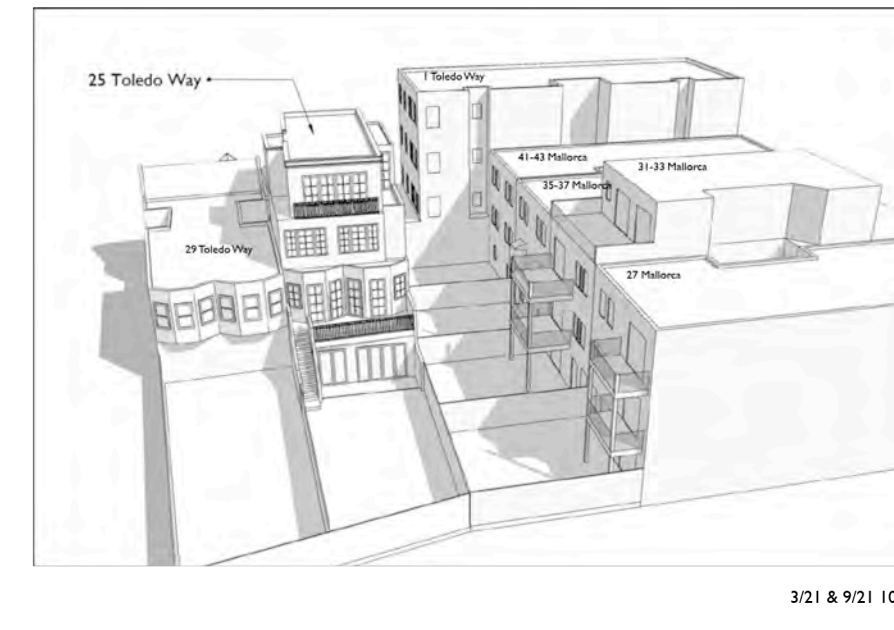 25 Toledo Way
1 Toledo Way
41-43 Mallorca
31-33 Mallorca
35-37 Mallorca
29 Toledo Way
27 Mallorca
3/21 & 9/21 10